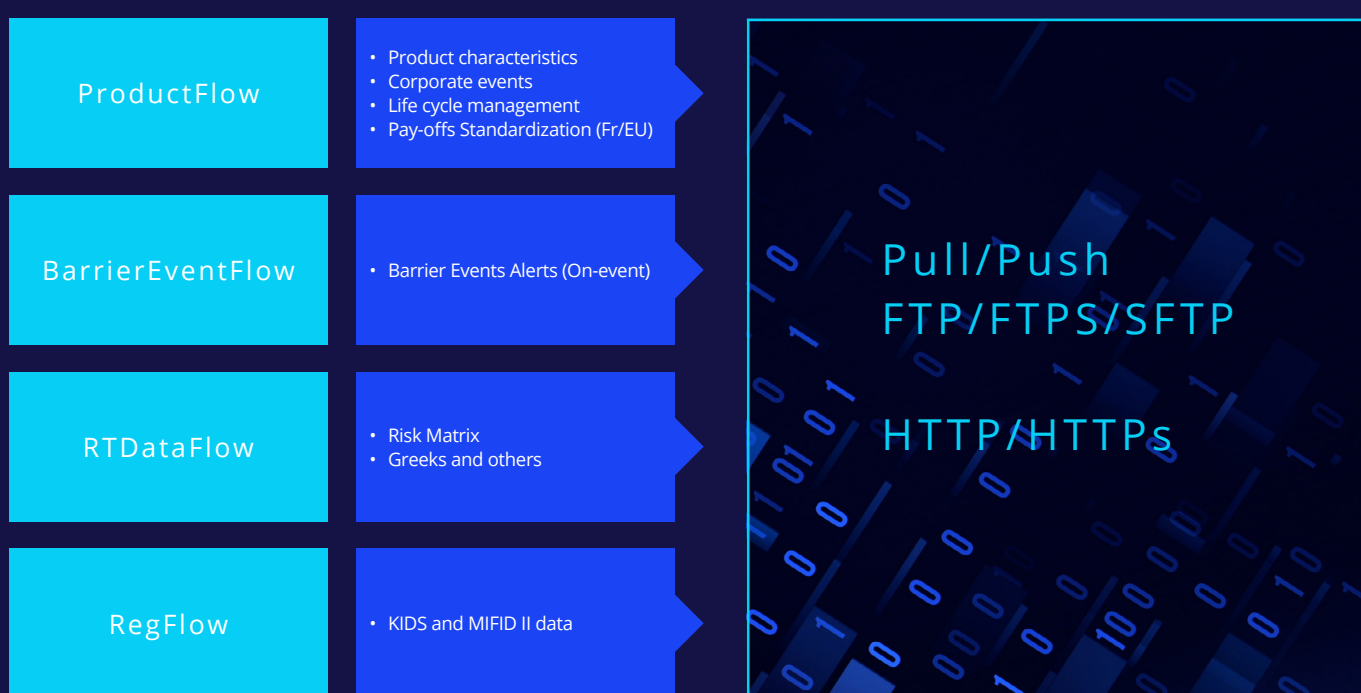 ProductFlow
• Product characteristics
• Corporate events
• Life cycle management
• Pay-offs Standardization (Fr/EU)
BarrierEventFlow
• Barrier Events Alerts (On-event)
RTDataFlow
• Risk Matrix
• Greeks and others
RegFlow
• KIDS and MIFID II data
Pull/Push
FTP/FTPS/SFTP
HTTP/HTTPs